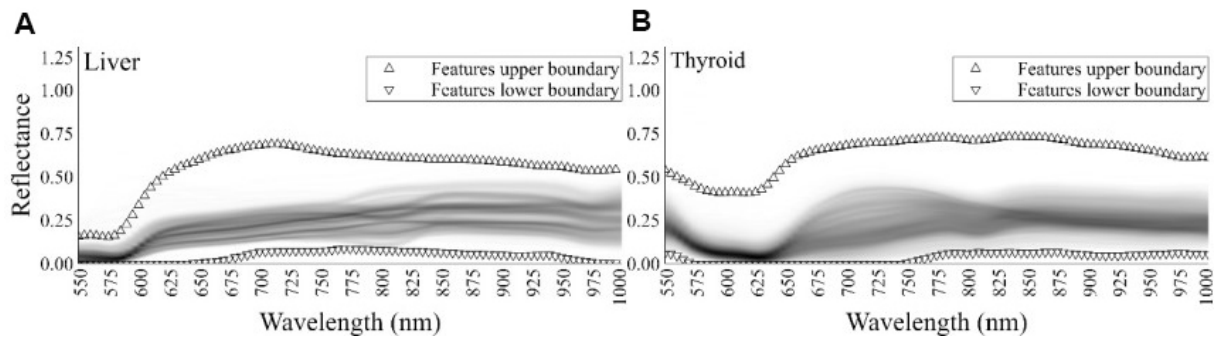 A
Liver
Features upper boundary
Features lower boundary
Reflectance
1.25
1.00
0.75
0.50
0.25
0.00
550 575 600 625 650 675 700 725 750 775 800 825 850 875 900 925 950 975 1000
Wavelength (nm)
B
Thyroid
Features upper boundary
Features lower boundary
1.25
1.00
0.75
0.50
0.25
0.00
550 575 600 625 650 675 700 725 750 775 800 825 850 875 900 925 950 975 1000
Wavelength (nm)